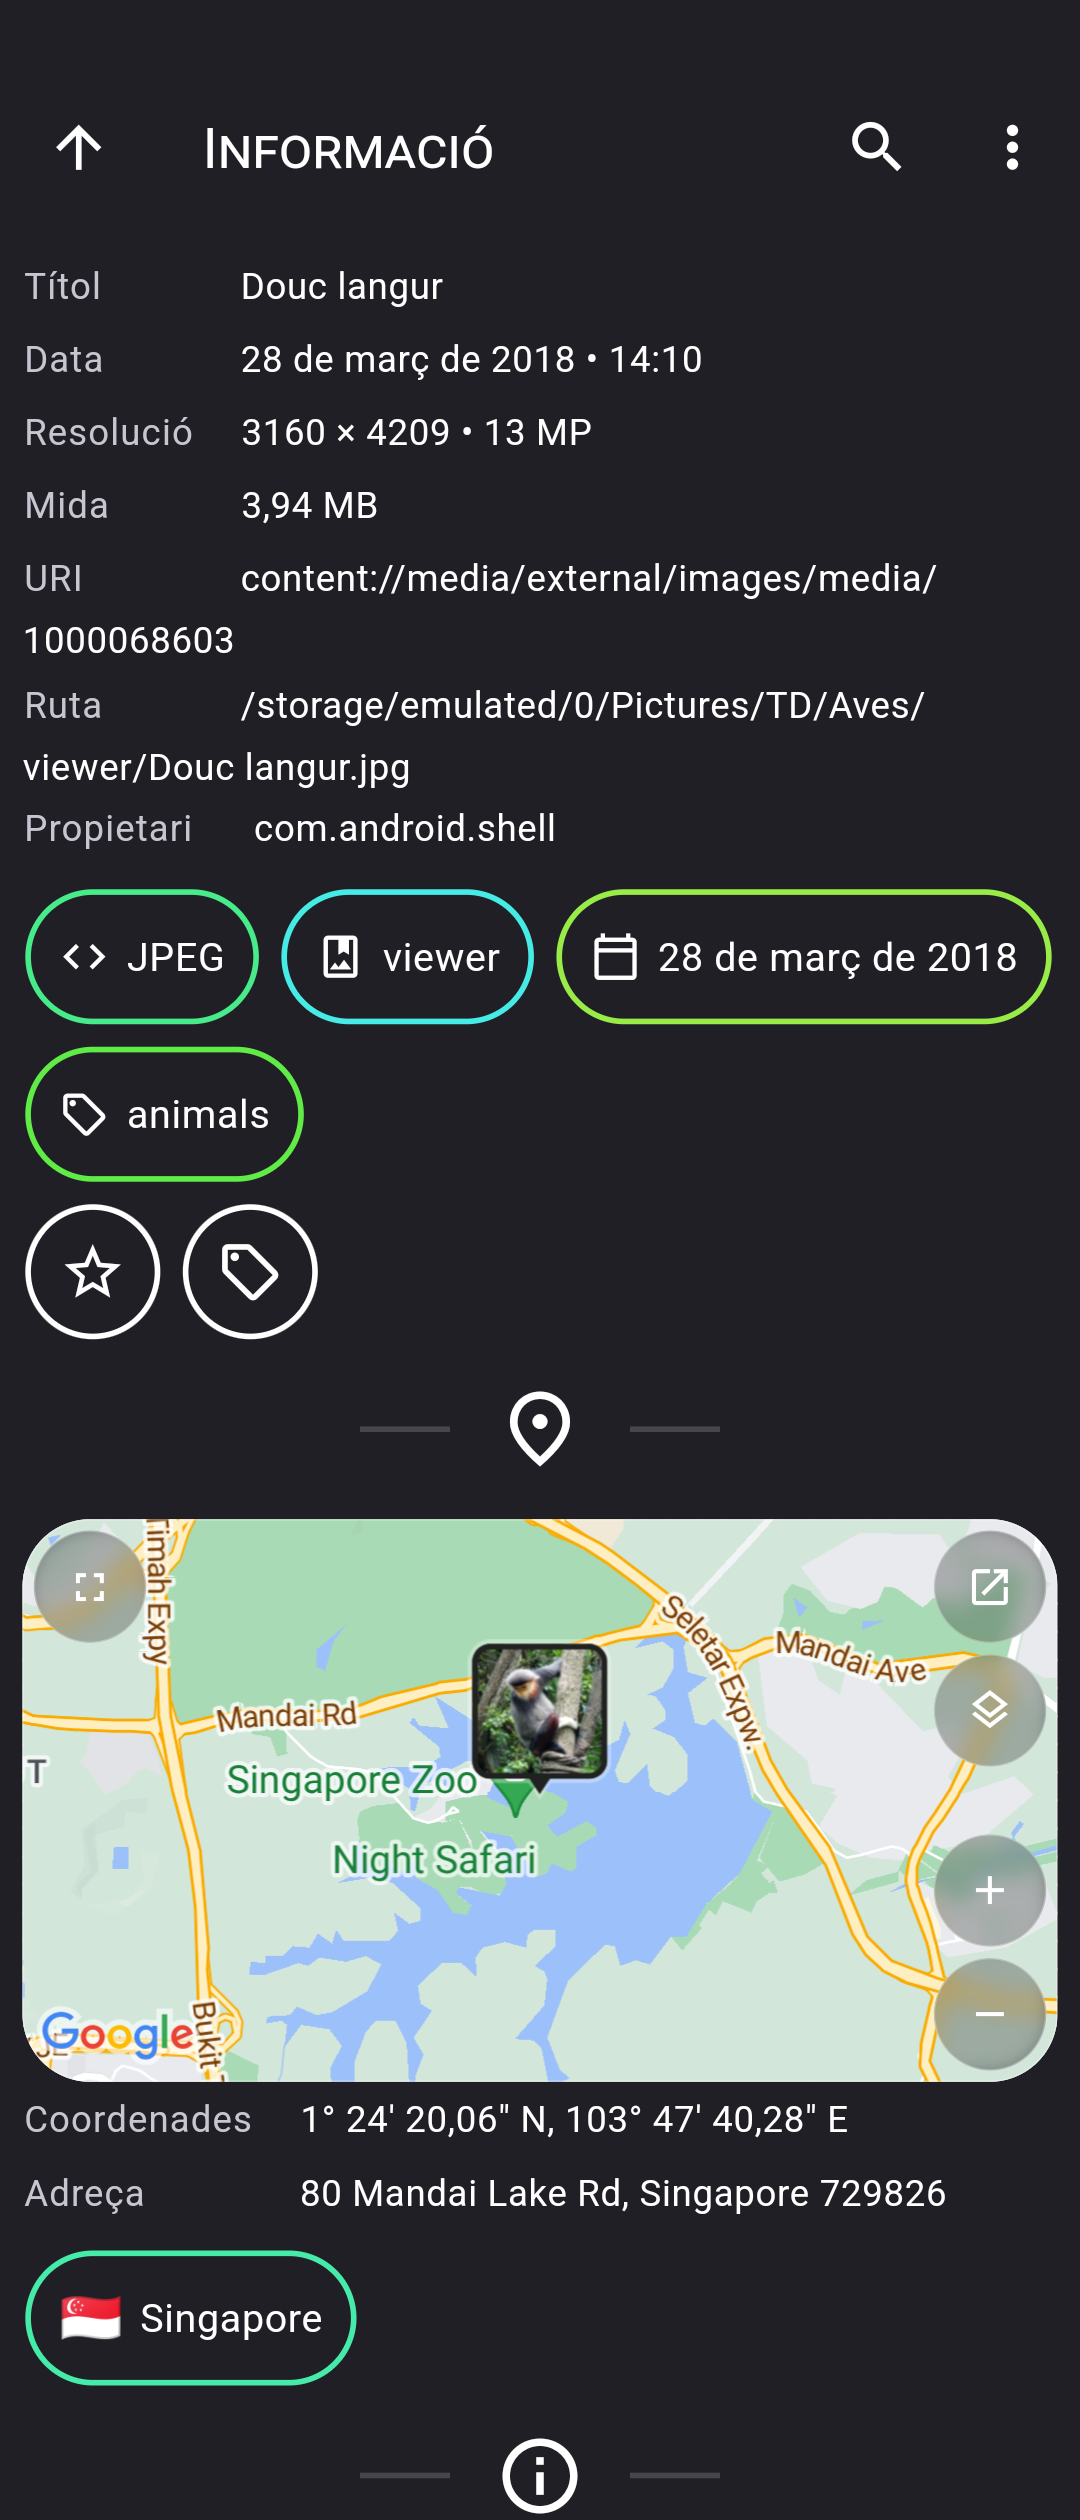 Informació
Títol Douc langur
Data 28 de març de 2018 • 14:10
Resolució 3160 × 4209 • 13 MP
Mida 3,94 MB
URI content://media/external/images/media/
1000068603
Ruta /storage/emulated/0/Pictures/TD/Aves/
viewer/Douc langur.jpg
Propietari com.android.shell
JPEG viewer 28 de març de 2018
animals
Timah Expy
Seletar Expw.
Mandai Ave
Mandai Rd
T
Singapore Zoo
Night Safari
Google
Bukit
Coordenades 1° 24' 20,06" N, 103° 47' 40,28" E
Adreça 80 Mandai Lake Rd, Singapore 729826
Singapore